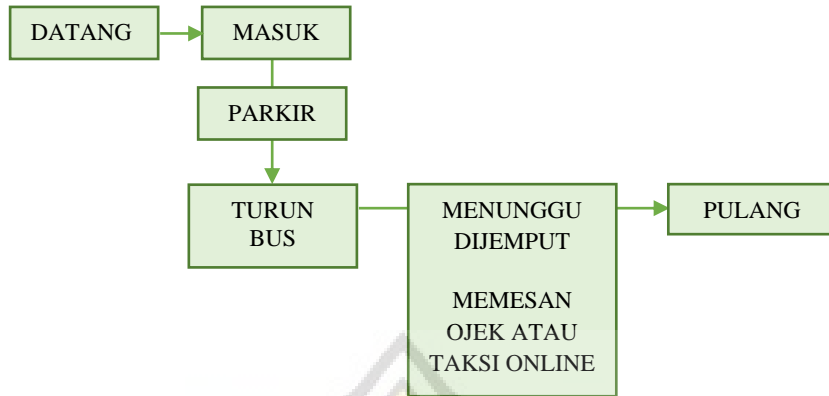 DATANG
MASUK
PARKIR
TURUN
BUS
MENUNGGU
DIJEMPUT
MEMESAN
OJEK ATAU
TAKSI ONLINE
PULANG